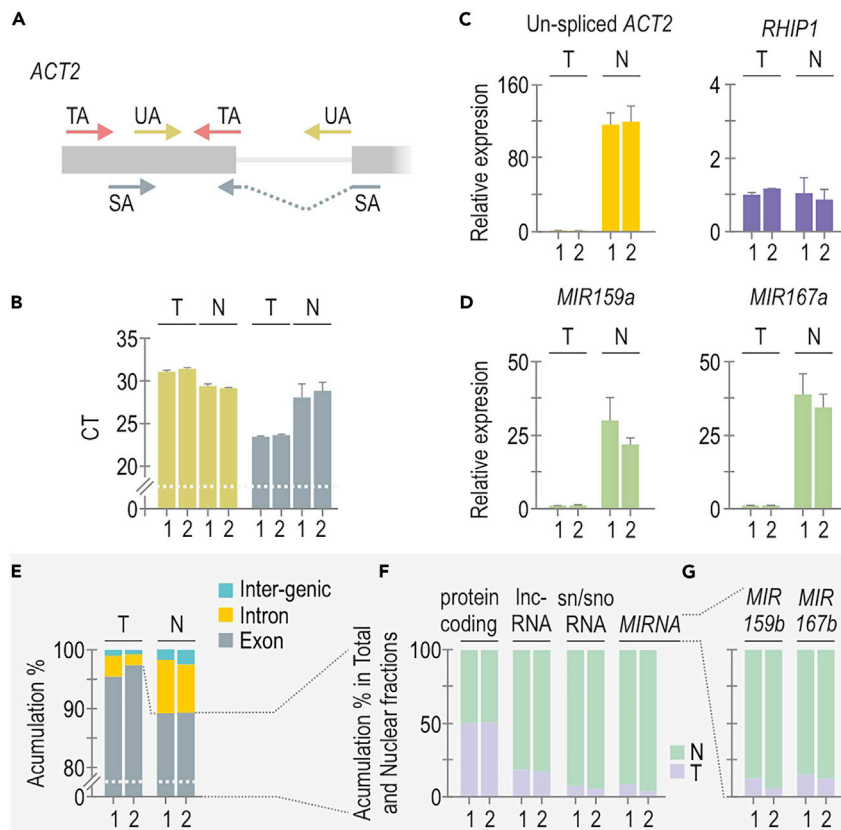 A
ACT2
TA UA TA UA
SA SA
B
T N T N
CT
35
30
25
20
0
1 2 1 2 1 2 1 2
C
Un-spliced ACT2
T N
Relative expresion
160
80
0
1 2 1 2
RHIP1
T N
4
2
0
1 2 1 2
D
MIR159a
T N
Relative expresion
50
25
0
1 2 1 2
MIR167a
T N
50
25
0
1 2 1 2
E
Inter-genic
Intron
Exon
T N
Acumulation %
100
90
80
0
1 2 1 2
F
protein
coding
lnc-
RNA
sn/sno
RNA
MIRNA
Acumulation % in Total
and Nuclear fractions
100
50
0
1 2 1 2 1 2 1 2
N
T
G
MIR
159b
MIR
167b
100
50
0
1 2 1 2